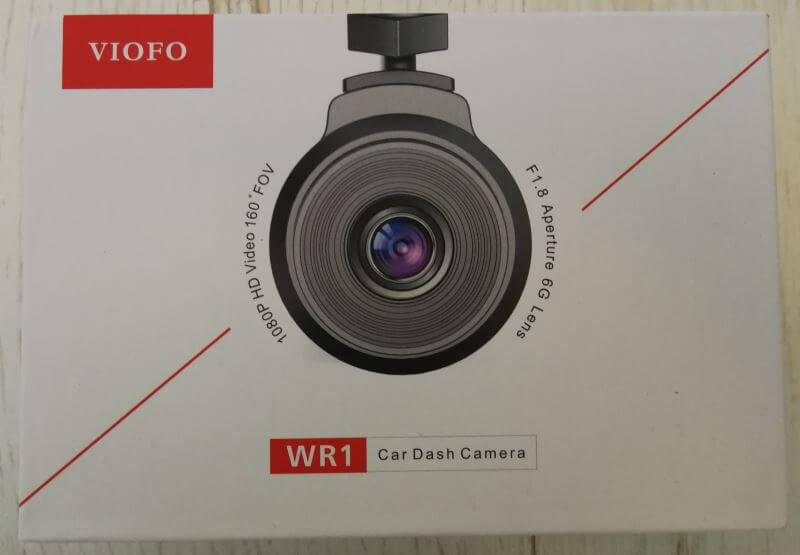 VIOFO
1080P HD Video 160°FOV
F1.8 Aperture 6G Lens
WR1 Car Dash Camera